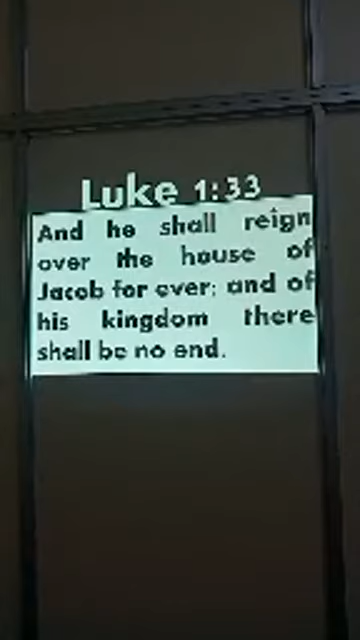 Luke 1:33
And he shall reign
over the house of
Jacob for ever; and of
his kingdom there
shall be no end.